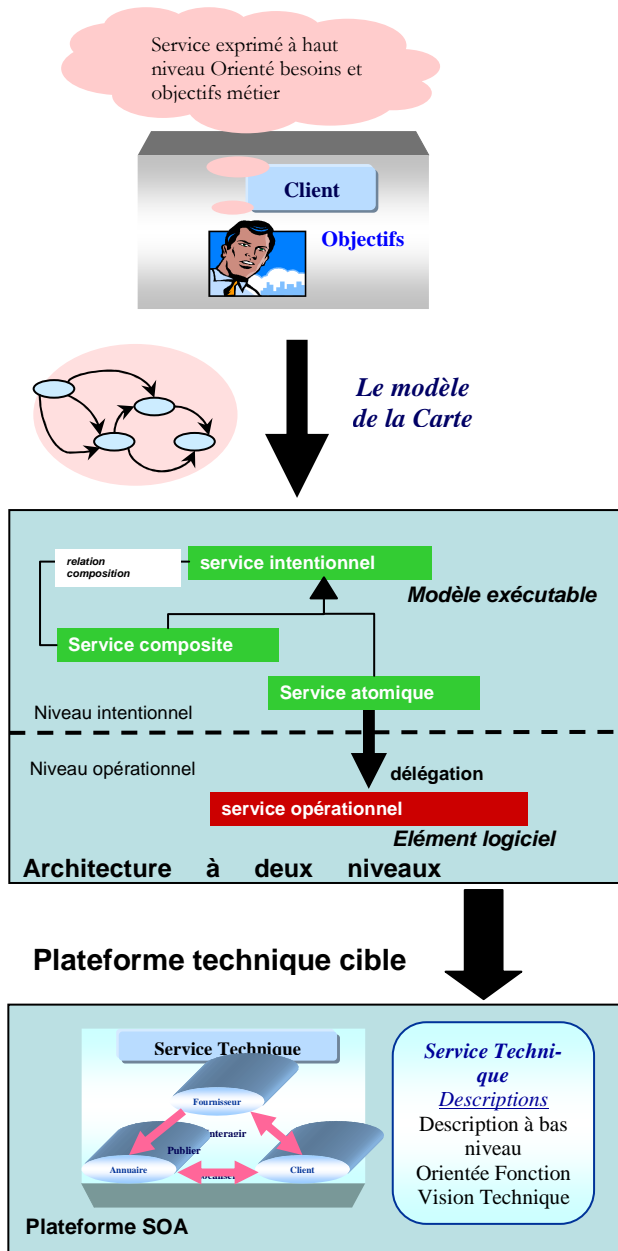 Service exprimé à haut
niveau Orienté besoins et
objectifs métier
Client
Objectifs
Le modèle
de la Carte
relation
composition
service intentionnel
Modèle exécutable
Service composite
Service atomique
Niveau intentionnel
Niveau opérationnel
délégation
service opérationnel
Elément logiciel
Architecture à deux niveaux
Plateforme technique cible
Service Technique
Fournisseur
Publier
Annuaire
Client
Service Techni-
que
Descriptions
Description à bas
niveau
Orientée Fonction
Vision Technique
Plateforme SOA